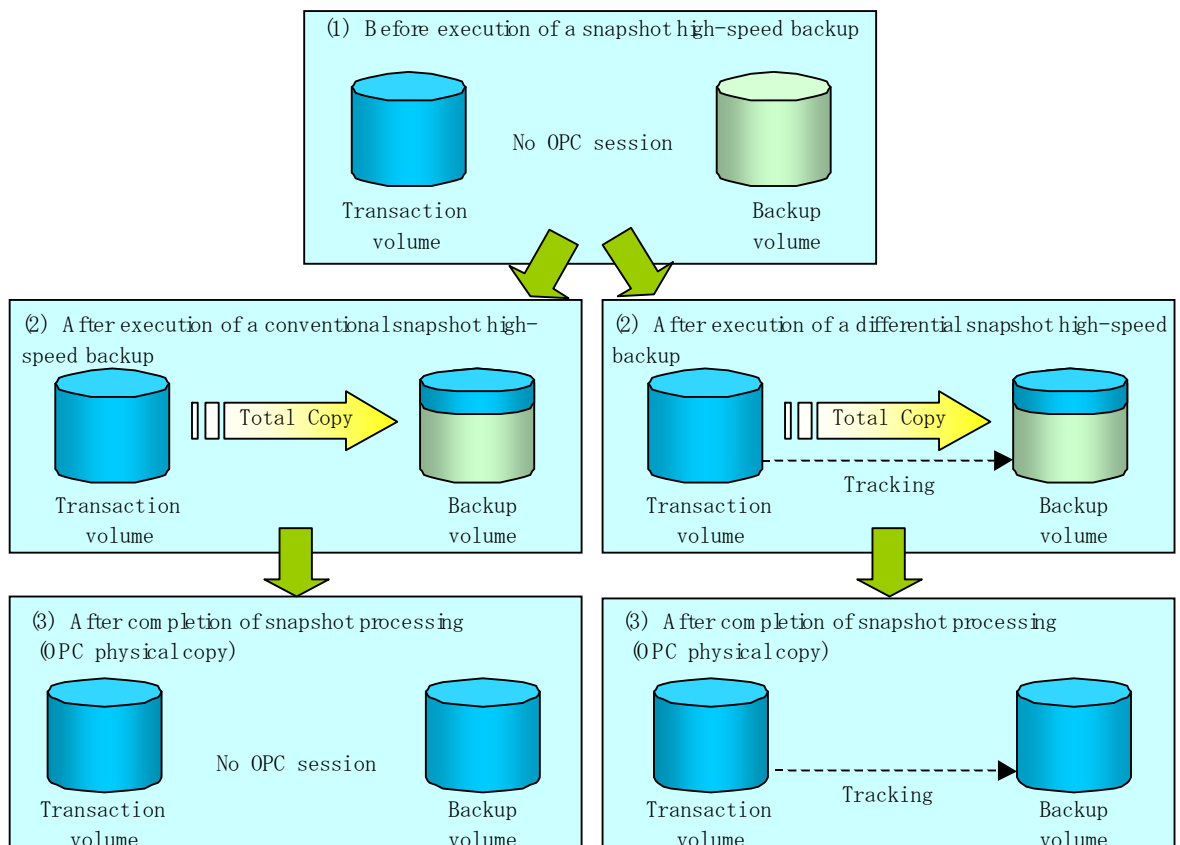 (1) Before execution of a snapshot high-speed backup
No OPC session
Transaction
volume
Backup
volume
(2) After execution of a conventional snapshot high-
speed backup
Total Copy
Transaction
volume
Backup
volume
(2) After execution of a differential snapshot high-speed
backup
Total Copy
Tracking
Transaction
volume
Backup
volume
(3) After completion of snapshot processing
(OPC physical copy)
No OPC session
Transaction
volume
Backup
volume
(3) After completion of snapshot processing
(OPC physical copy)
Tracking
Transaction
volume
Backup
volume